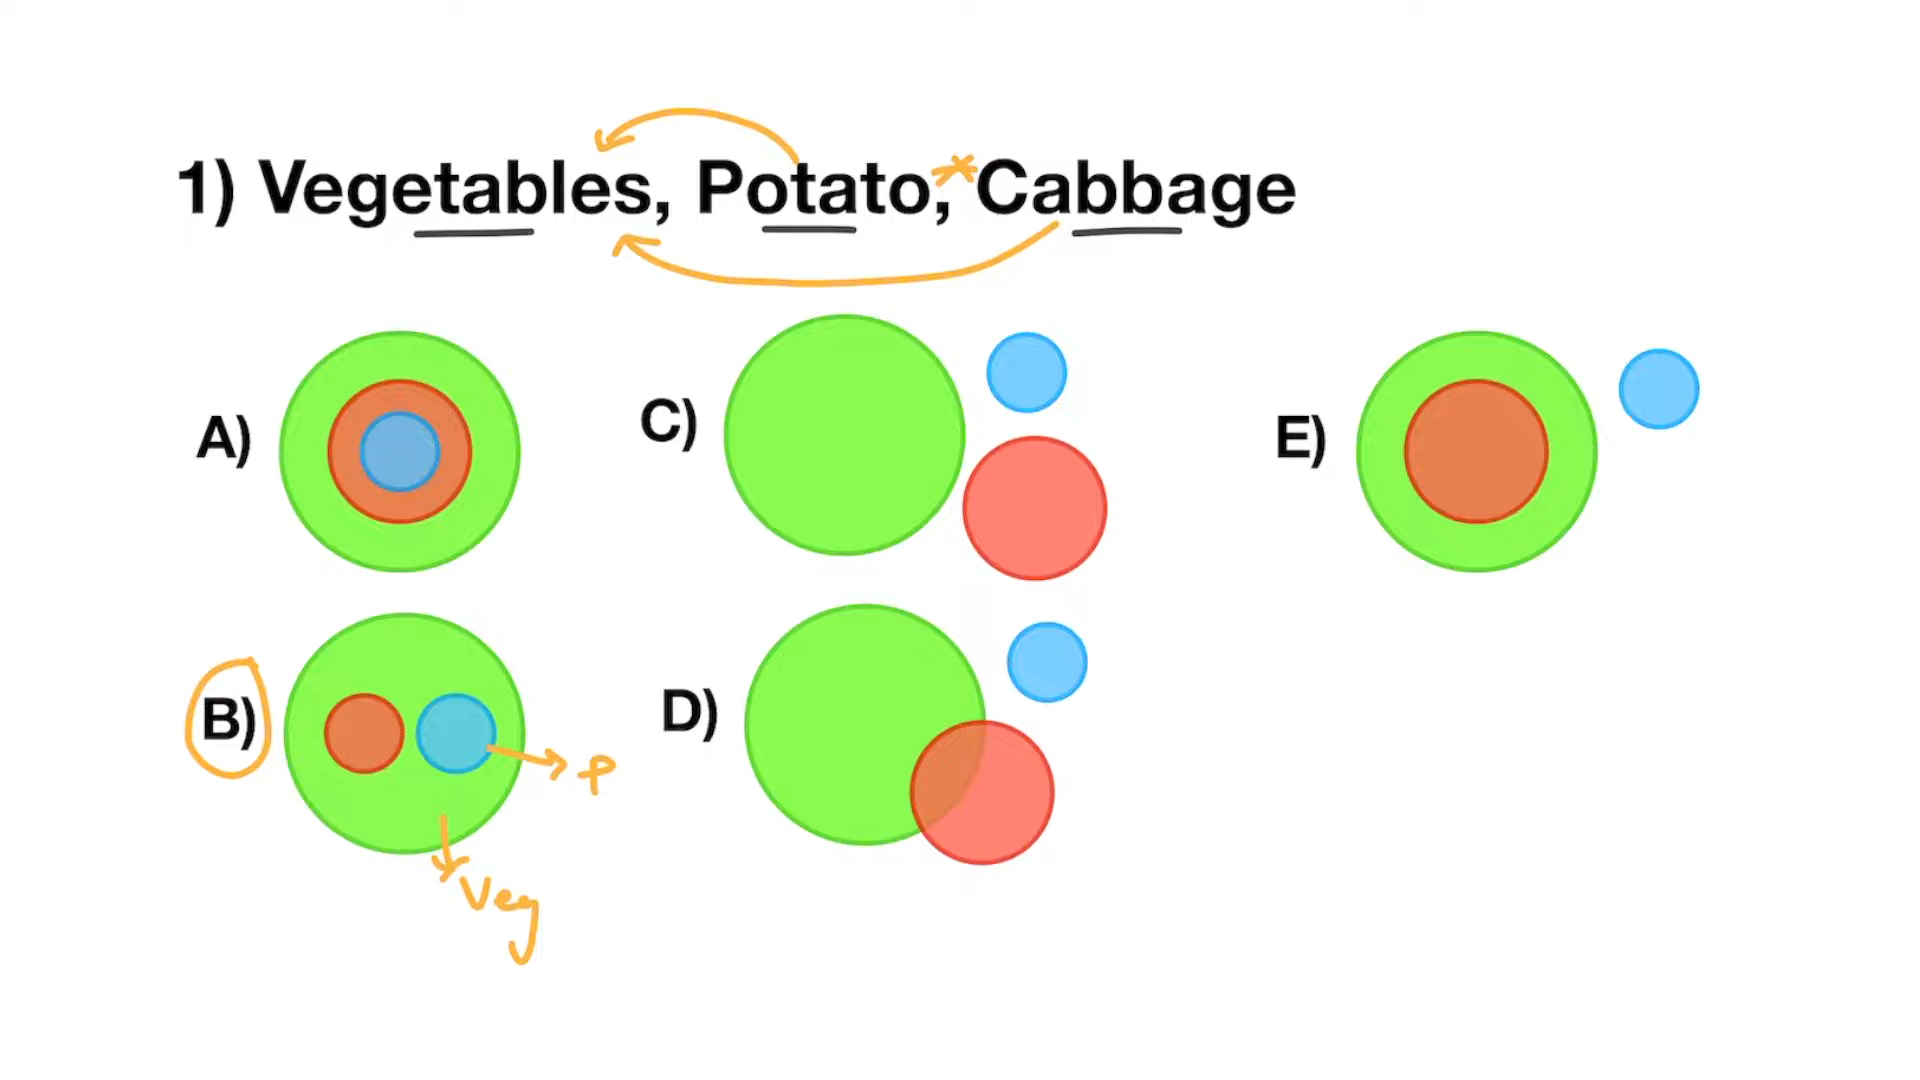 1) Vegetables, Potato, Cabbage
A)
C)
E)
B)
D)
P
Veg